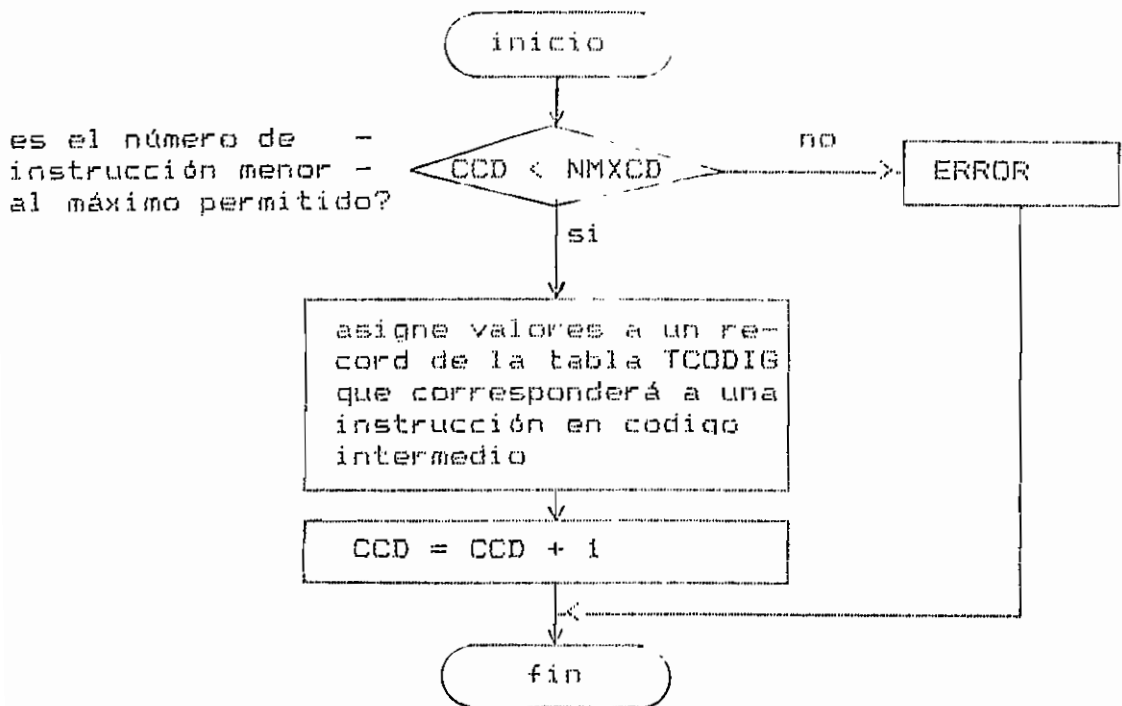 inicio
es el número de -
instrucción menor -
al máximo permitido?
CCD < NMXCD
no
ERROR
si
asigne valores a un re-
cord de la tabla TCODIG
que corresponderá a una
instrucción en codigo
intermedio
CCD = CCD + 1
fin